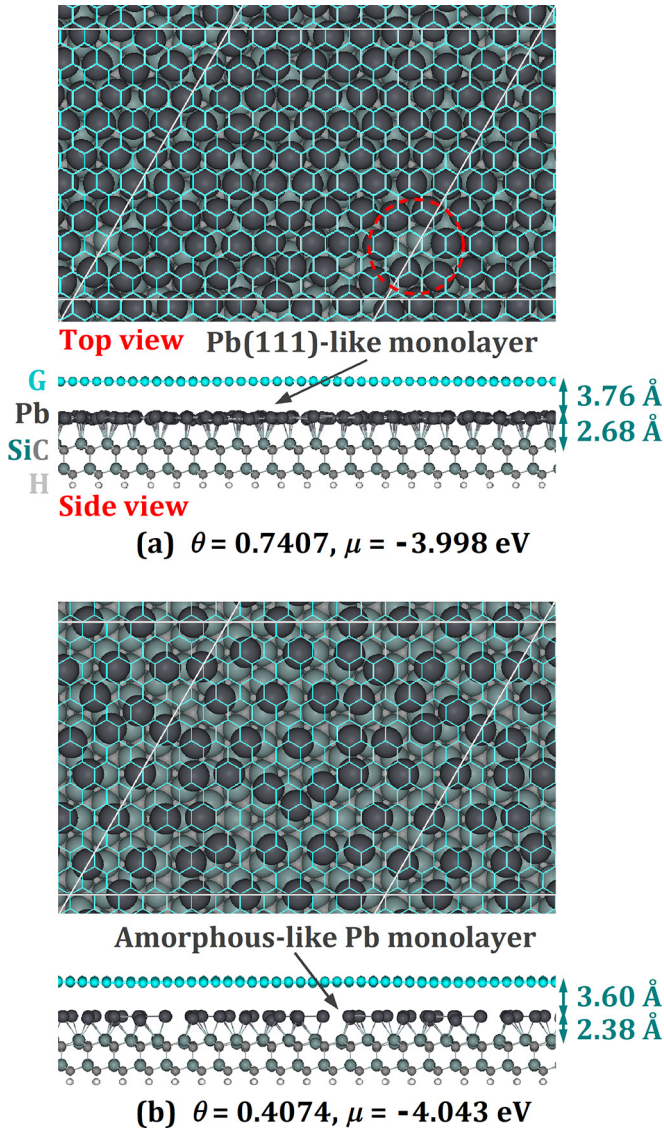 Top view
Pb(111)-like monolayer
G
3.76 Å
Pb
2.68 Å
SiC
H
Side view
(a) θ = 0.7407, μ = -3.998 eV
Amorphous-like Pb monolayer
3.60 Å
2.38 Å
(b) θ = 0.4074, μ = -4.043 eV